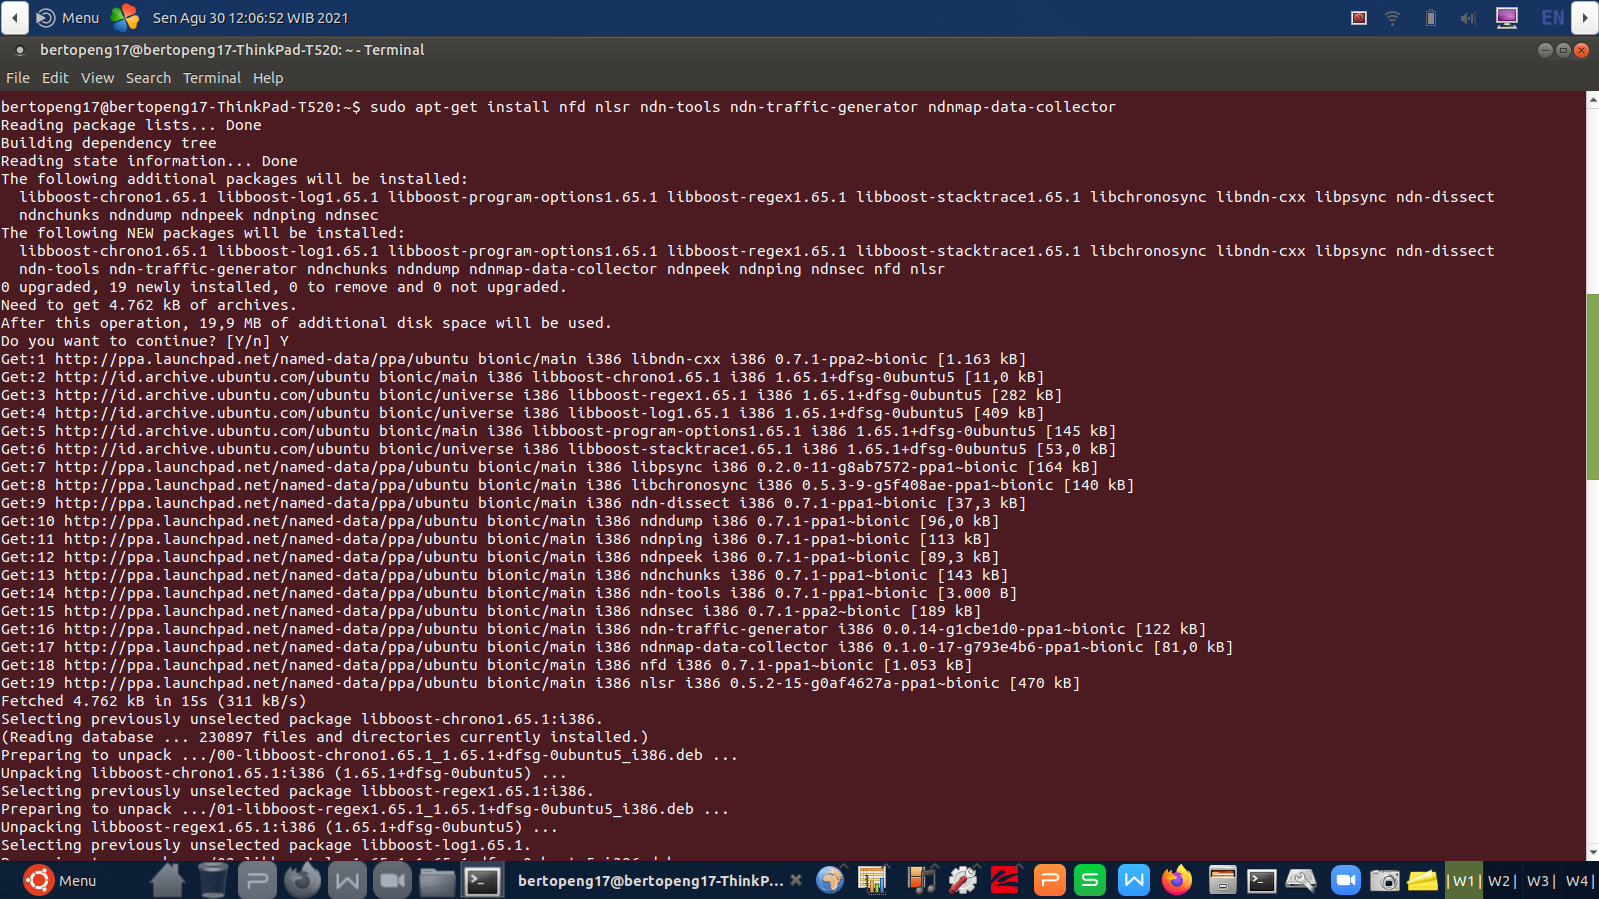 Menu
Sen Agu 30 12:06:52 WIB 2021
EN
bertopeng17@bertopeng17-ThinkPad-T520: ~ - Terminal
File Edit View Search Terminal Help
bertopeng17@bertopeng17-ThinkPad-T520:~$ sudo apt-get install nfd nlsr ndn-tools ndn-traffic-generator ndnmap-data-collector
Reading package lists... Done
Building dependency tree
Reading state information... Done
The following additional packages will be installed:
  libboost-chrono1.65.1 libboost-log1.65.1 libboost-program-options1.65.1 libboost-regex1.65.1 libboost-stacktrace1.65.1 libchronosync libndn-cxx libpsync ndn-dissect
  ndnchunks ndndump ndnpeek ndnping ndnsec
The following NEW packages will be installed:
  libboost-chrono1.65.1 libboost-log1.65.1 libboost-program-options1.65.1 libboost-regex1.65.1 libboost-stacktrace1.65.1 libchronosync libndn-cxx libpsync ndn-dissect
  ndn-tools ndn-traffic-generator ndnchunks ndndump ndnmap-data-collector ndnpeek ndnping ndnsec nfd nlsr
0 upgraded, 19 newly installed, 0 to remove and 0 not upgraded.
Need to get 4.762 kB of archives.
After this operation, 19,9 MB of additional disk space will be used.
Do you want to continue? [Y/n] Y
Get:1 http://ppa.launchpad.net/named-data/ppa/ubuntu bionic/main i386 libndn-cxx i386 0.7.1-ppa2~bionic [1.163 kB]
Get:2 http://id.archive.ubuntu.com/ubuntu bionic/main i386 libboost-chrono1.65.1 i386 1.65.1+dfsg-0ubuntu5 [11,0 kB]
Get:3 http://id.archive.ubuntu.com/ubuntu bionic/universe i386 libboost-regex1.65.1 i386 1.65.1+dfsg-0ubuntu5 [282 kB]
Get:4 http://id.archive.ubuntu.com/ubuntu bionic/universe i386 libboost-log1.65.1 i386 1.65.1+dfsg-0ubuntu5 [409 kB]
Get:5 http://id.archive.ubuntu.com/ubuntu bionic/main i386 libboost-program-options1.65.1 i386 1.65.1+dfsg-0ubuntu5 [145 kB]
Get:6 http://id.archive.ubuntu.com/ubuntu bionic/universe i386 libboost-stacktrace1.65.1 i386 1.65.1+dfsg-0ubuntu5 [53,0 kB]
Get:7 http://ppa.launchpad.net/named-data/ppa/ubuntu bionic/main i386 libpsync i386 0.2.0-11-g8ab7572-ppa1~bionic [164 kB]
Get:8 http://ppa.launchpad.net/named-data/ppa/ubuntu bionic/main i386 libchronosync i386 0.5.3-9-g5f408ae-ppa1~bionic [140 kB]
Get:9 http://ppa.launchpad.net/named-data/ppa/ubuntu bionic/main i386 ndn-dissect i386 0.7.1-ppa1~bionic [37,3 kB]
Get:10 http://ppa.launchpad.net/named-data/ppa/ubuntu bionic/main i386 ndndump i386 0.7.1-ppa1~bionic [96,0 kB]
Get:11 http://ppa.launchpad.net/named-data/ppa/ubuntu bionic/main i386 ndnping i386 0.7.1-ppa1~bionic [113 kB]
Get:12 http://ppa.launchpad.net/named-data/ppa/ubuntu bionic/main i386 ndnpeek i386 0.7.1-ppa1~bionic [89,3 kB]
Get:13 http://ppa.launchpad.net/named-data/ppa/ubuntu bionic/main i386 ndnchunks i386 0.7.1-ppa1~bionic [143 kB]
Get:14 http://ppa.launchpad.net/named-data/ppa/ubuntu bionic/main i386 ndn-tools i386 0.7.1-ppa1~bionic [3.000 B]
Get:15 http://ppa.launchpad.net/named-data/ppa/ubuntu bionic/main i386 ndnsec i386 0.7.1-ppa2~bionic [189 kB]
Get:16 http://ppa.launchpad.net/named-data/ppa/ubuntu bionic/main i386 ndn-traffic-generator i386 0.0.14-g1cbe1d0-ppa1~bionic [122 kB]
Get:17 http://ppa.launchpad.net/named-data/ppa/ubuntu bionic/main i386 ndnmap-data-collector i386 0.1.0-17-g793e4b6-ppa1~bionic [81,0 kB]
Get:18 http://ppa.launchpad.net/named-data/ppa/ubuntu bionic/main i386 nfd i386 0.7.1-ppa1~bionic [1.053 kB]
Get:19 http://ppa.launchpad.net/named-data/ppa/ubuntu bionic/main i386 nlsr i386 0.5.2-15-g0af4627a-ppa1~bionic [470 kB]
Fetched 4.762 kB in 15s (311 kB/s)
Selecting previously unselected package libboost-chrono1.65.1:i386.
(Reading database ... 230897 files and directories currently installed.)
Preparing to unpack .../00-libboost-chrono1.65.1_1.65.1+dfsg-0ubuntu5_i386.deb ...
Unpacking libboost-chrono1.65.1:i386 (1.65.1+dfsg-0ubuntu5) ...
Selecting previously unselected package libboost-regex1.65.1:i386.
Preparing to unpack .../01-libboost-regex1.65.1_1.65.1+dfsg-0ubuntu5_i386.deb ...
Unpacking libboost-regex1.65.1:i386 (1.65.1+dfsg-0ubuntu5) ...
Selecting previously unselected package libboost-log1.65.1.
Menu
bertopeng17@bertopeng17-ThinkP...
|W1| W2| W3| W4|